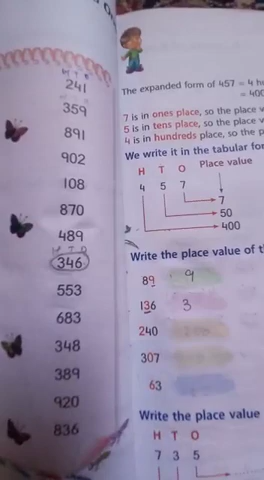 H T O
241
359
891
902
108
870
489
H T O
346
553
683
348
389
920
836
The expanded form of 457 = 4
= 400
7 is in ones place, so the place
5 is in tens place, so the place
4 is in hundreds place, so the
We write it in the tabular
H T O Place value
4 5 7
7
50
400
Write the place value of
89 9
136 3
240
307
63
Write the place value
H T O
7 3 5